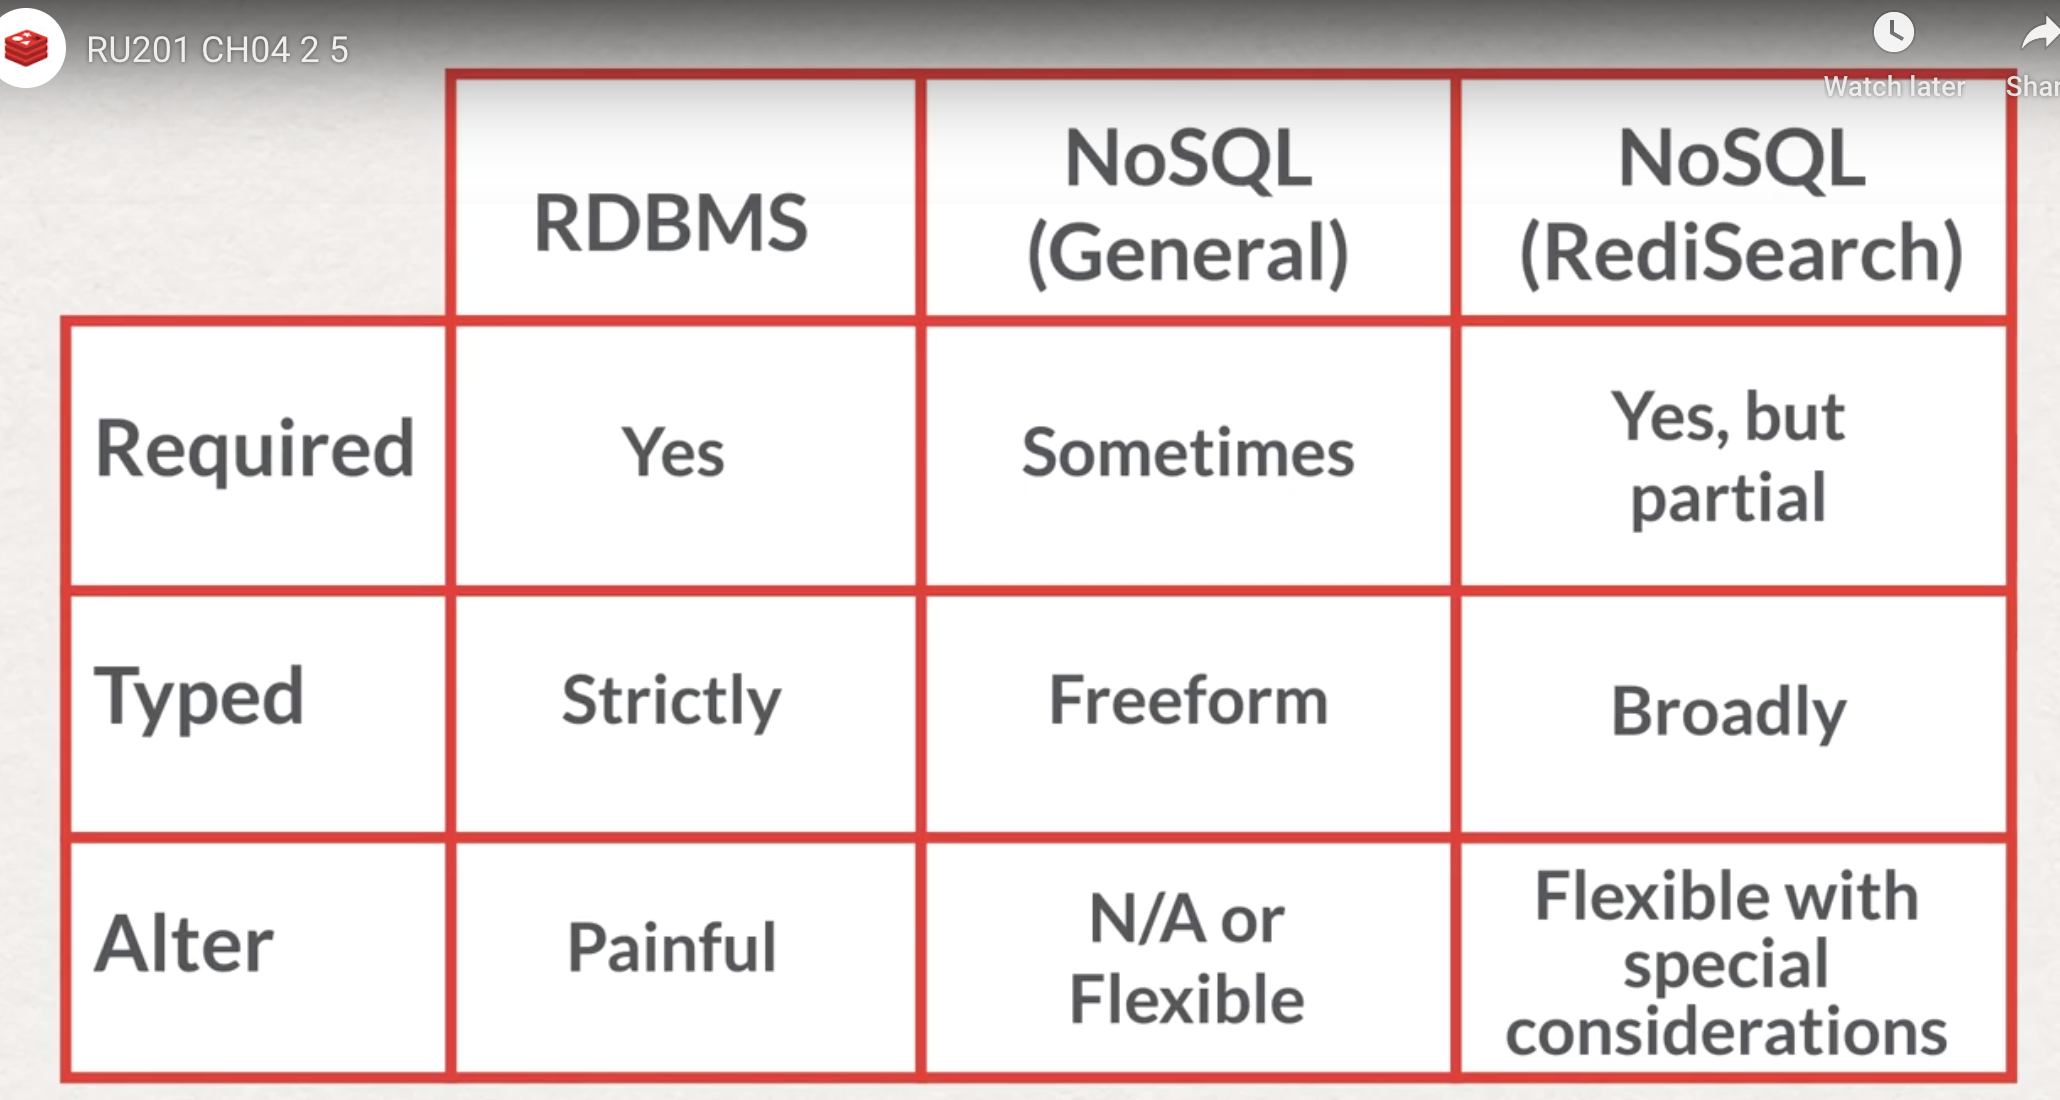 RU201 CH04 2 5
Watch later
Shar
RDBMS
NoSQL
(General)
NoSQL
(RediSearch)
Required
Yes
Sometimes
Yes, but
partial
Typed
Strictly
Freeform
Broadly
Alter
Painful
N/A or
Flexible
Flexible with
special
considerations